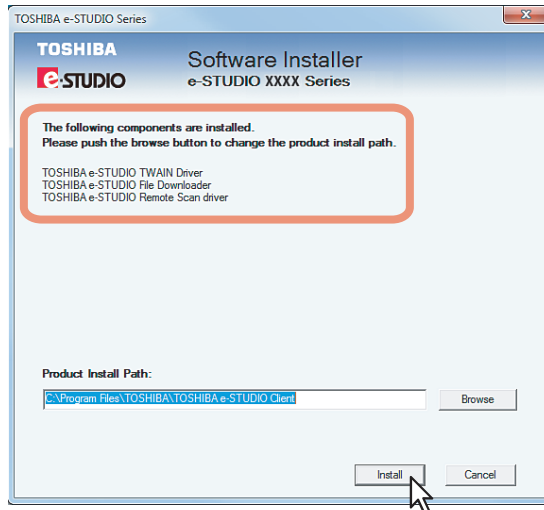 TOSHIBA e-STUDIO Series
TOSHIBA
e-STUDIO
Software Installer
e-STUDIO XXXX Series
The following components are installed.
Please push the browse button to change the product install path.
TOSHIBA e-STUDIO TWAIN Driver
TOSHIBA e-STUDIO File Downloader
TOSHIBA e-STUDIO Remote Scan driver
Product Install Path:
C:\Program Files\TOSHIBA\TOSHIBA e-STUDIO Client
Browse
Install
Cancel